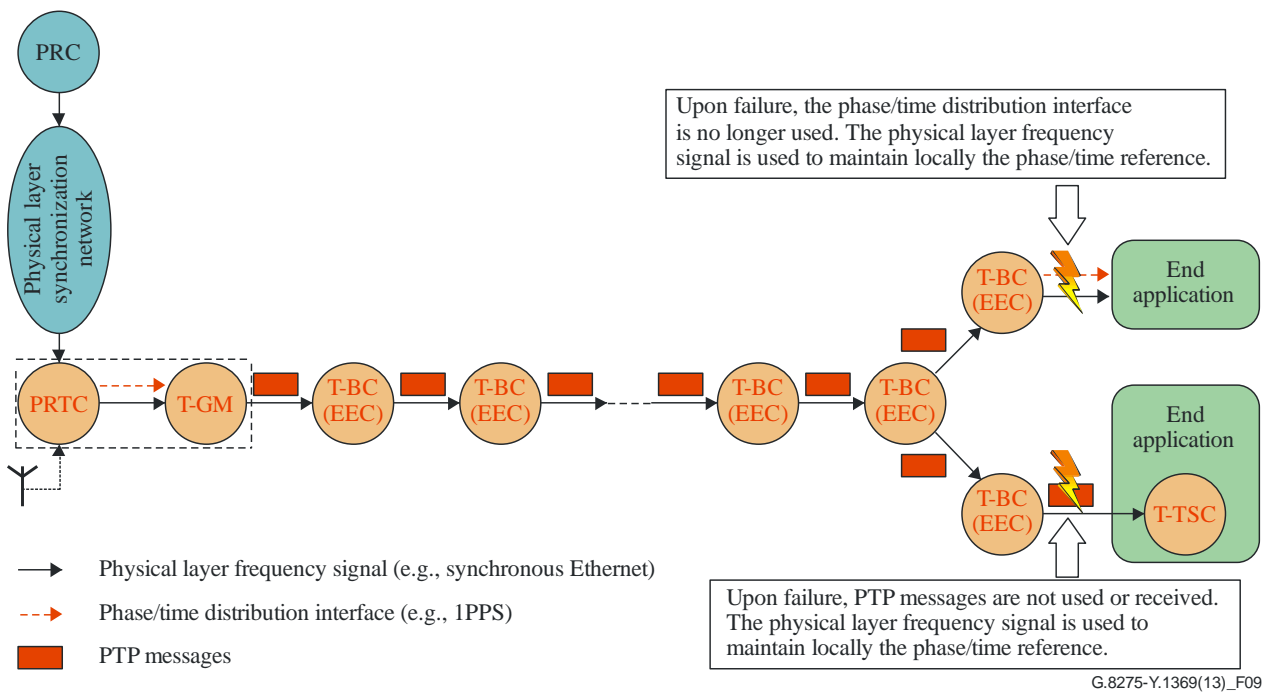 PRC
Physical layer
synchronization
network
Upon failure, the phase/time distribution interface
is no longer used. The physical layer frequency
signal is used to maintain locally the phase/time reference.
T-BC
(EEC)
End
application
PRTC
T-GM
T-BC
(EEC)
T-BC
(EEC)
T-BC
(EEC)
T-BC
(EEC)
End
application
T-BC
(EEC)
T-TSC
Physical layer frequency signal (e.g., synchronous Ethernet)
Phase/time distribution interface (e.g., 1PPS)
PTP messages
Upon failure, PTP messages are not used or received.
The physical layer frequency signal is used to
maintain locally the phase/time reference.
G.8275-Y.1369(13)_F09